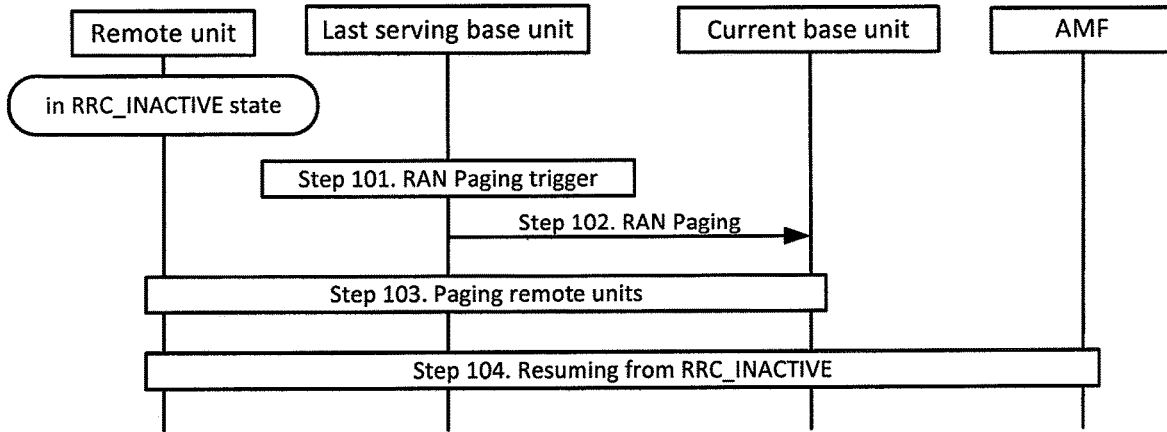 Remote unit
Last serving base unit
Current base unit
AMF
in RRC_INACTIVE state
Step 101. RAN Paging trigger
Step 102. RAN Paging
Step 103. Paging remote units
Step 104. Resuming from RRC_INACTIVE